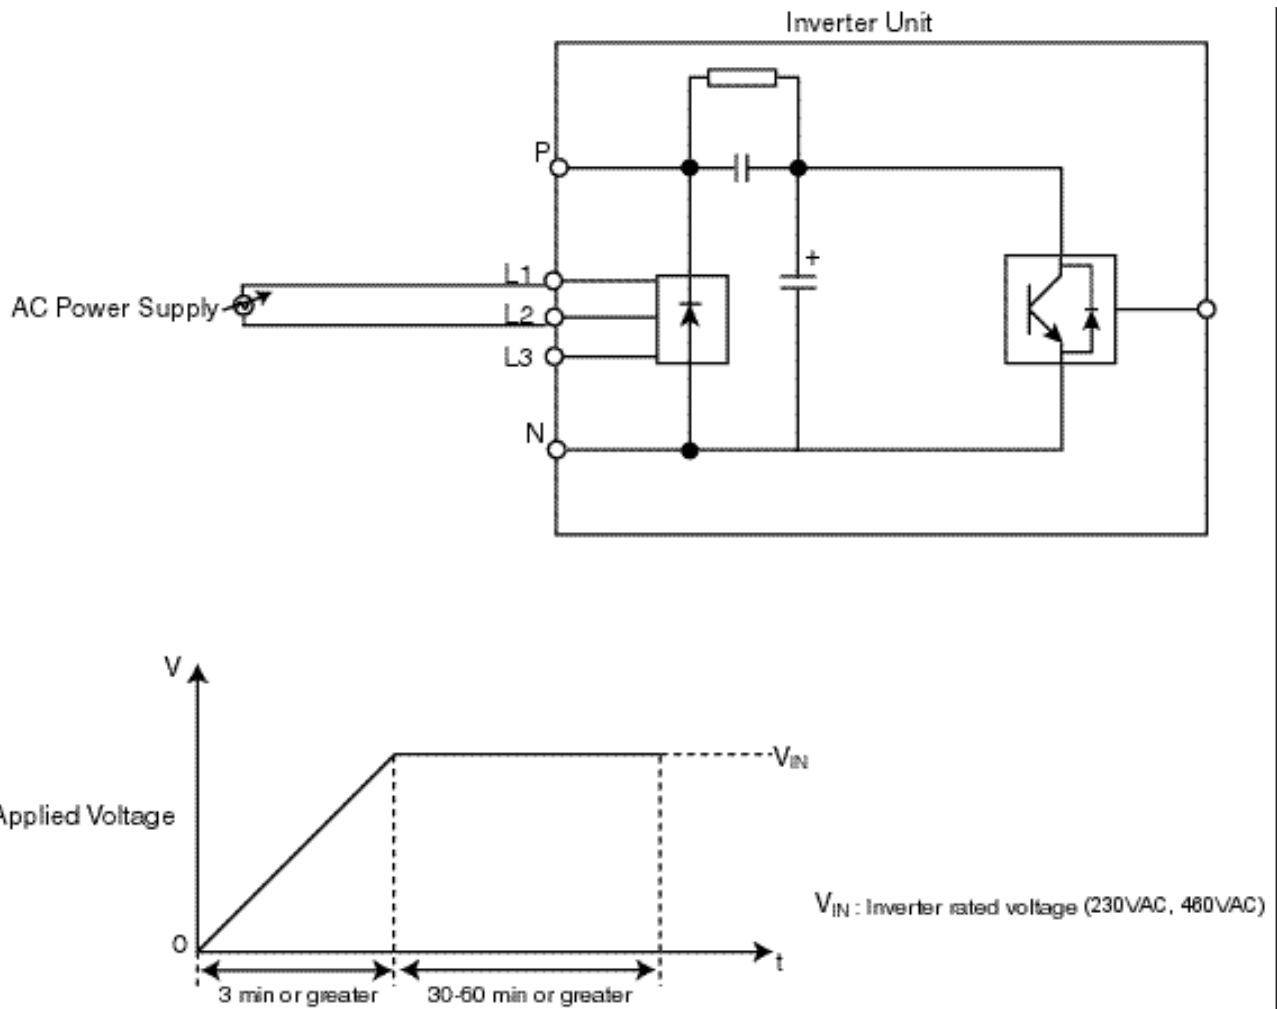 Inverter Unit
P
+
L1
AC Power Supply
L2
L3
N
V
VIN
Applied Voltage
VIN : Inverter rated voltage (230VAC, 460VAC)
0
t
3 min or greater
30-60 min or greater